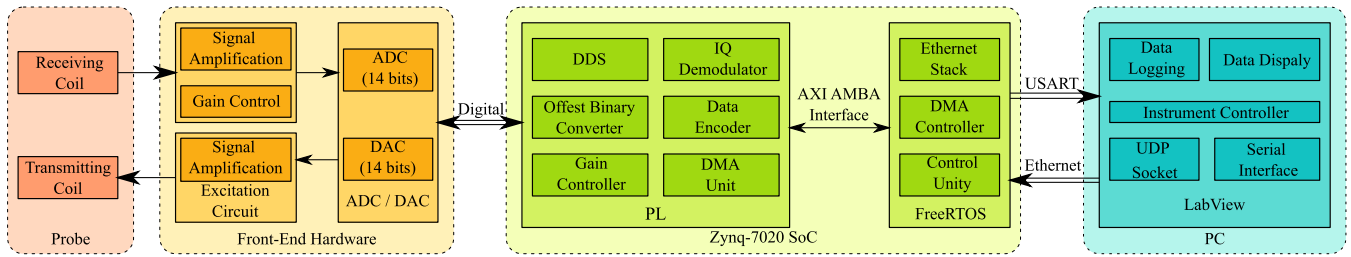 Receiving
Coil
Transmitting
Coil
Probe
Signal
Amplification
Gain Control
Signal
Amplification
Excitation
Circuit
ADC
(14 bits)
DAC
(14 bits)
ADC / DAC
Front-End Hardware
Digital
DDS
IQ
Demodulator
Offest Binary
Converter
Data
Encoder
Gain
Controller
DMA
Unit
PL
AXI AMBA
Interface
Ethernet
Stack
DMA
Controller
Control
Unity
FreeRTOS
Zynq-7020 SoC
USART
Ethernet
Data
Logging
Data Dispaly
Instrument Controller
UDP
Socket
Serial
Interface
LabView
PC